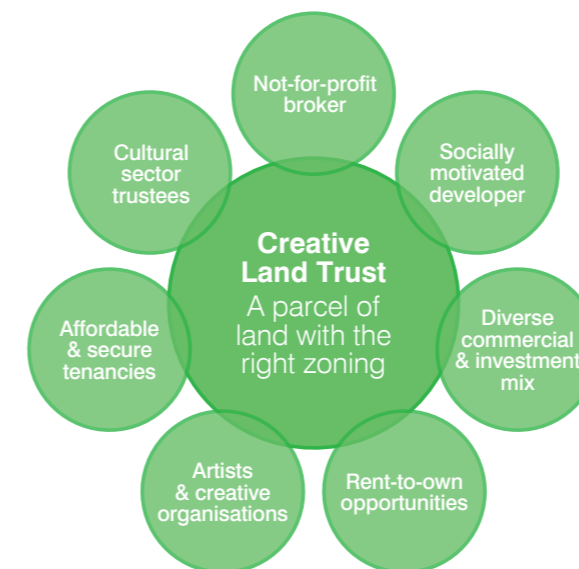 Not-for-profit
broker
Socially
motivated
developer
Diverse
commercial
& investment
mix
Rent-to-own
opportunities
Artists
& creative
organisations
Affordable
& secure
tenancies
Cultural
sector
trustees
Creative
Land Trust
A parcel of
land with the
right zoning